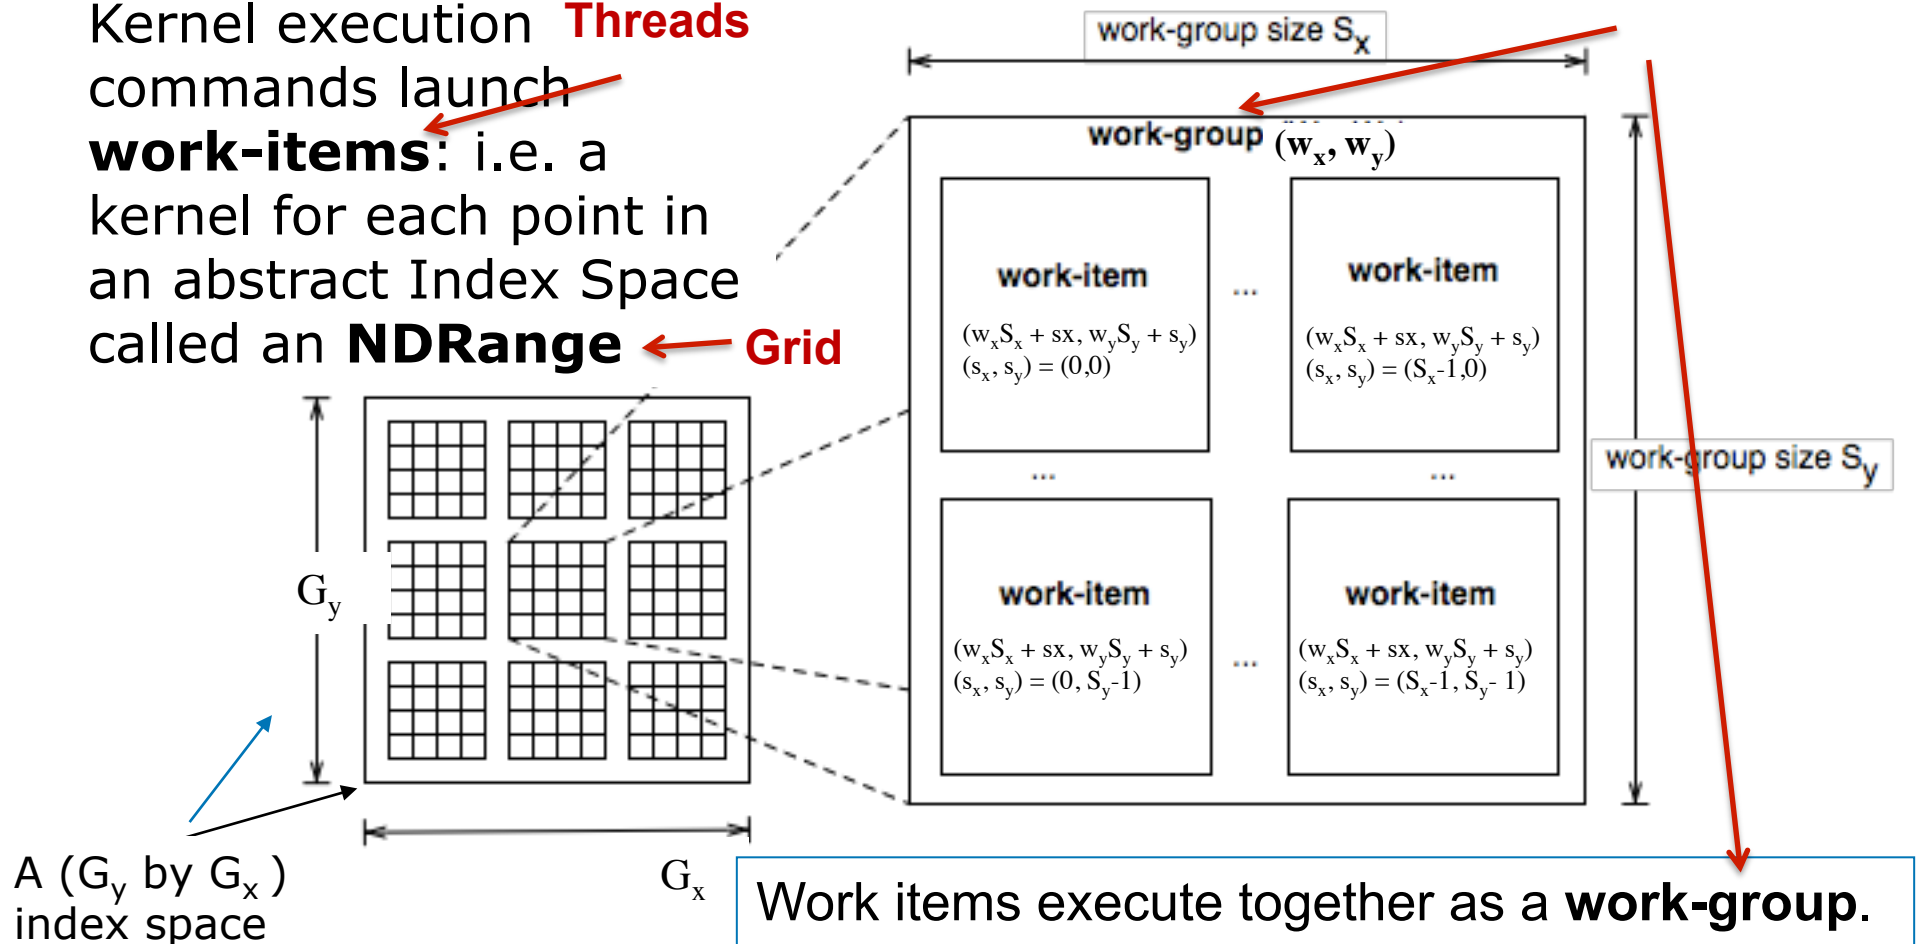 Kernel execution Threads
commands launch
work-items: i.e. a
kernel for each point in
an abstract Index Space
called an NDRange
Grid
work-group size Sx
work-group (wx, wy)
work-item
(wxSx + sx, wySy + sy)
(sx, sy) = (0,0)
...
work-item
(wxSx + sx, wySy + sy)
(sx, sy) = (Sx-1,0)
...
...
work-group size Sy
work-item
(wxSx + sx, wySy + sy)
(sx, sy) = (0, Sy-1)
...
work-item
(wxSx + sx, wySy + sy)
(sx, sy) = (Sx-1, Sy- 1)
Gy
Gx
A (Gy by Gx )
index space
Work items execute together as a work-group.